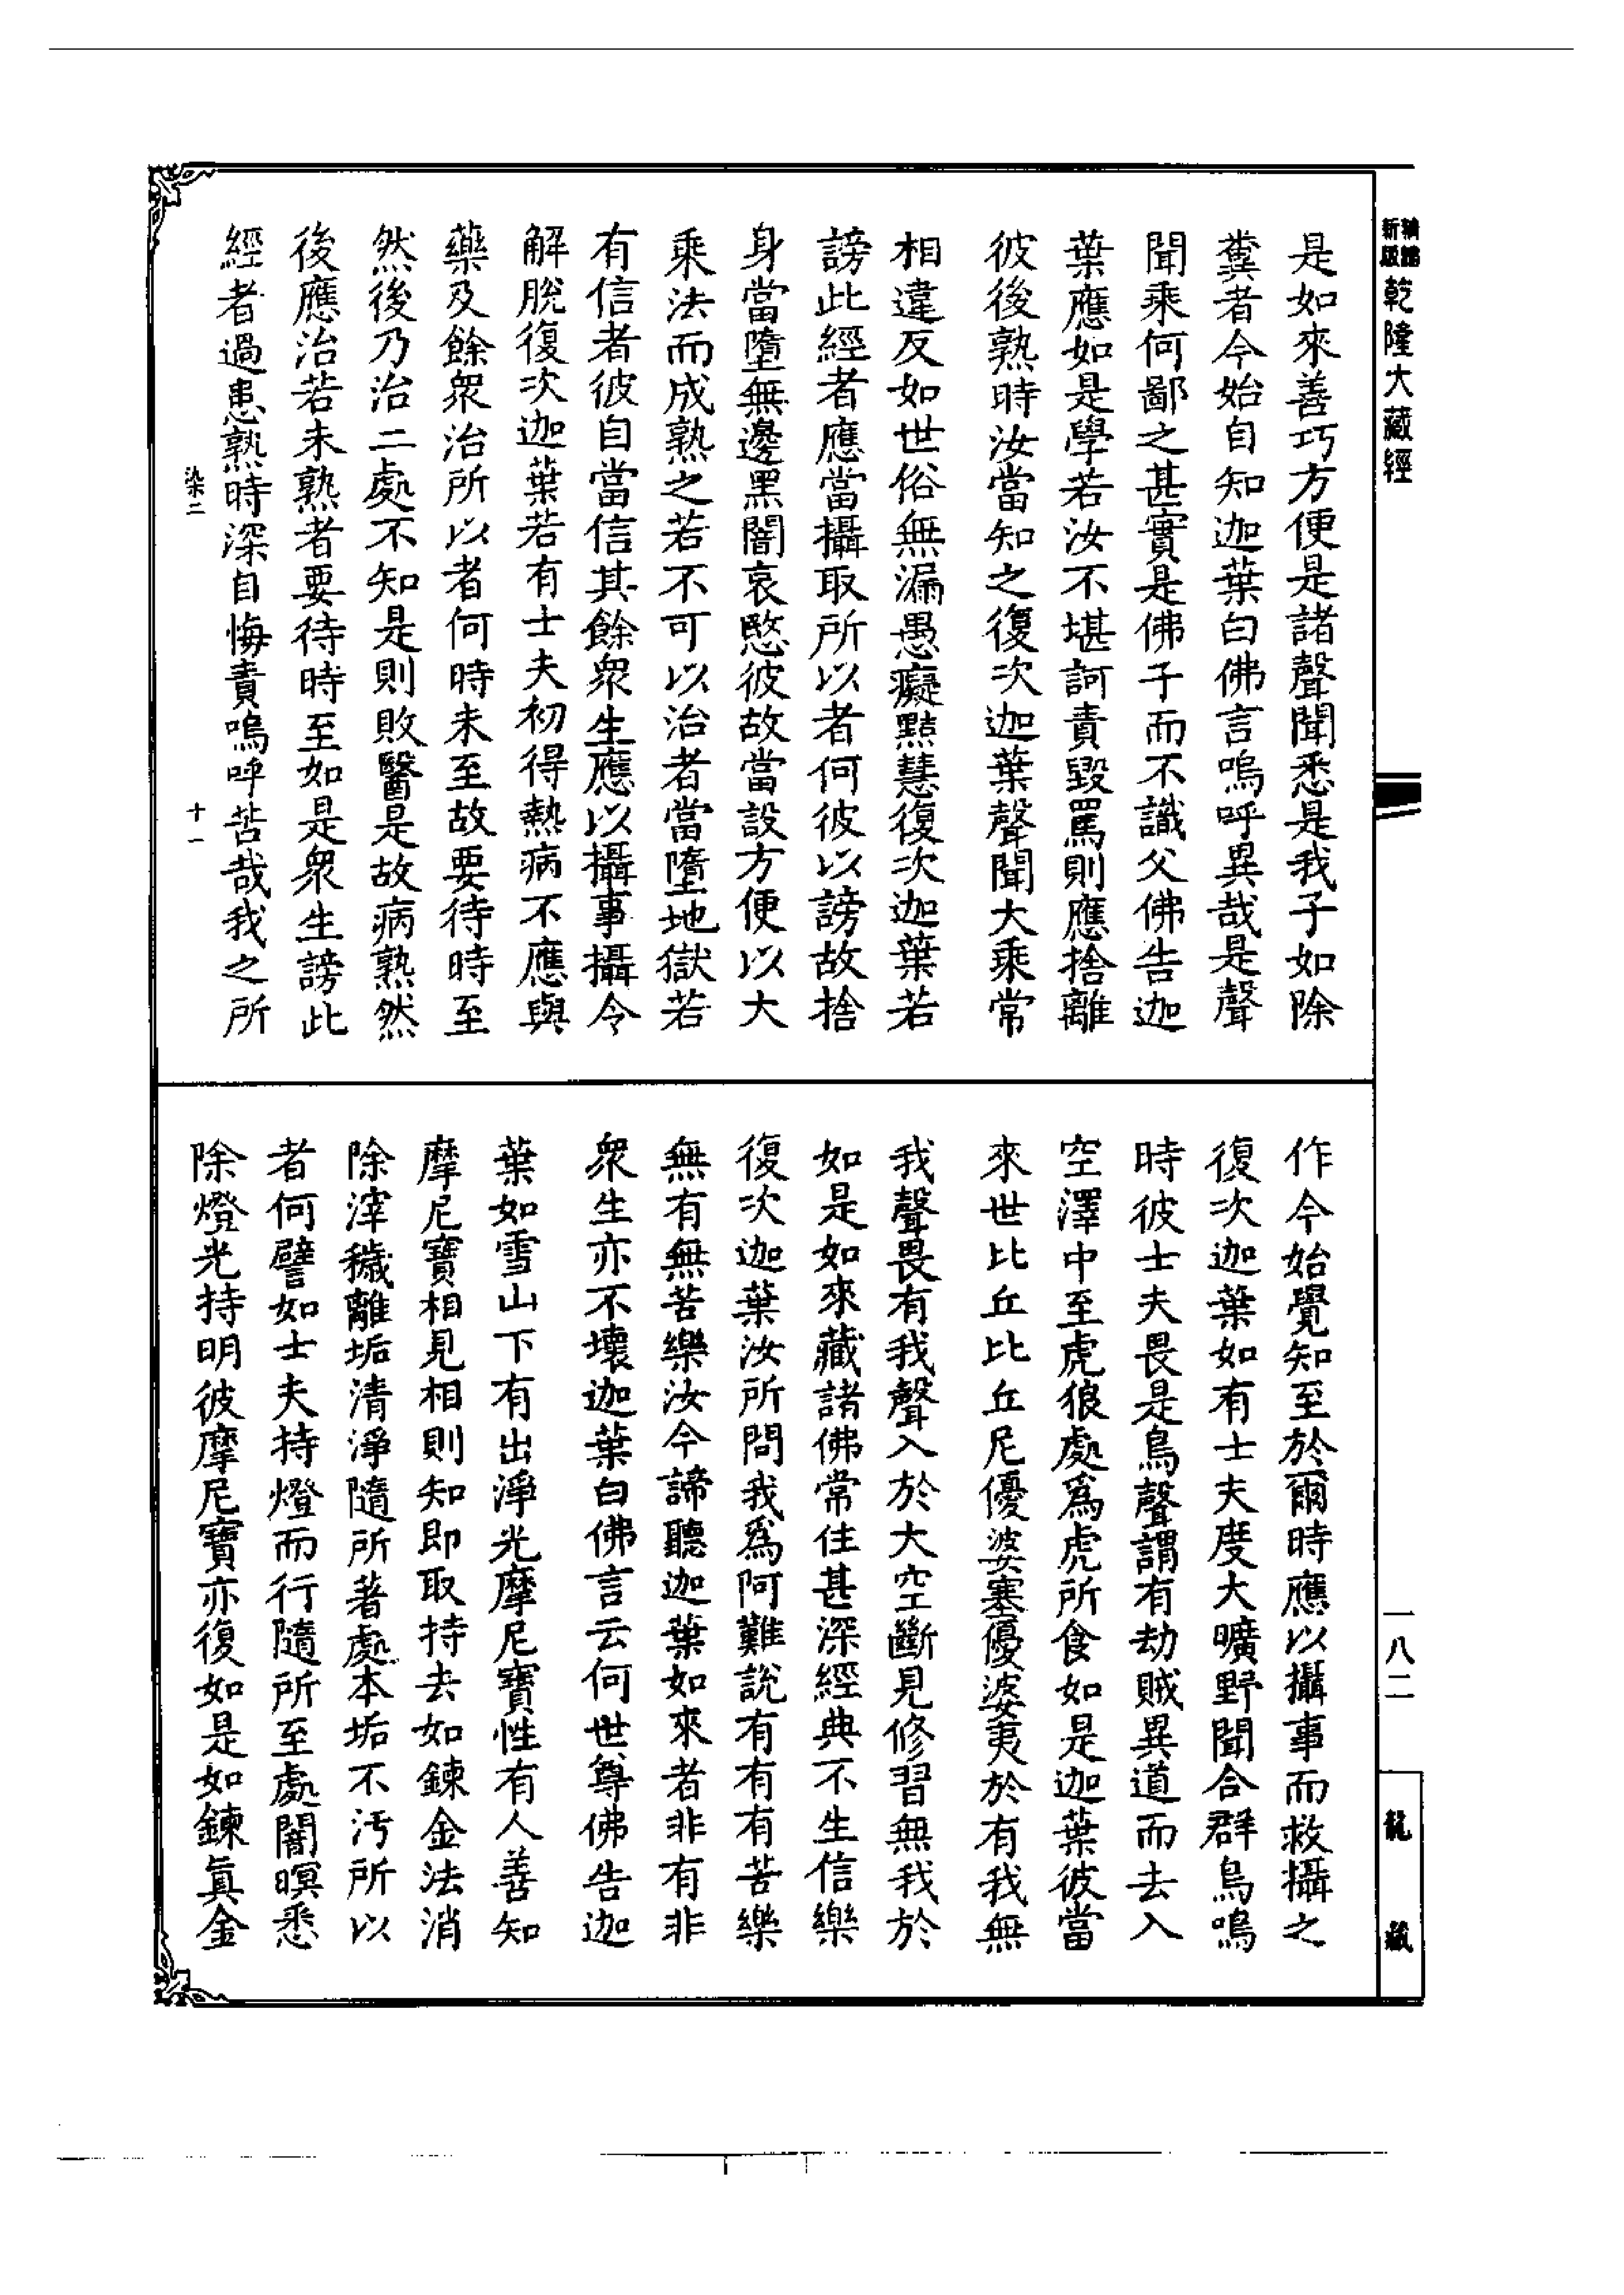 新編縮版
乾隆大藏經
一八二
龍藏
是如來善巧方便是諸聲聞悉是我子如除
糞者今始自知迦葉白佛言嗚呼異哉是聲
聞乘何鄙之甚實是佛子而不識父佛告迦
葉應如是學若汝不堪訶責毀罵則應捨離
彼後熟時汝當知之復次迦葉聲聞大乘常
相違反如世俗無漏愚癡黠慧復次迦葉若
謗此經者應當攝取所以者何彼以謗故捨
身當墮無邊黑闇哀愍彼故當設方便以大
乘法而成熟之若不可以治者當墮地獄若
有信者彼自當信其餘眾生應以攝事攝令
解脫復次迦葉若有士夫初得熱病不應與
藥及餘眾治所以者何時未至故要待時至
然後乃治二處不知是則敗醫是故病熟然
後應治若未熟者要待時至如是眾生謗此
經者過患熟時深自悔責嗚呼苦哉我之所
染二
十一
作今始覺知至於爾時應以攝事而救攝之
復次迦葉如有士夫度大曠野聞合群鳥鳴
時彼士夫畏是鳥聲謂有劫賊異道而去入
空澤中至虎狼處為虎所食如是迦葉彼當
來世比丘比丘尼優婆塞優婆夷於有我無
我聲畏有我聲入於大空斷見修習無我於
如是如來藏諸佛常住甚深經典不生信樂
復次迦葉汝所問我為阿難說有有有苦樂
無有無苦樂汝今諦聽迦葉如來者非有非
眾生亦不壞迦葉白佛言云何世尊佛告迦
葉如雪山下有出淨光摩尼寶性有人善知
摩尼寶相見相則知即取持去如鍊金法消
除滓穢離垢清淨隨所著處本垢不污所以
者何譬如士夫持燈而行隨所至處闇暝悉
除燈光持明彼摩尼寶亦復如是如鍊真金